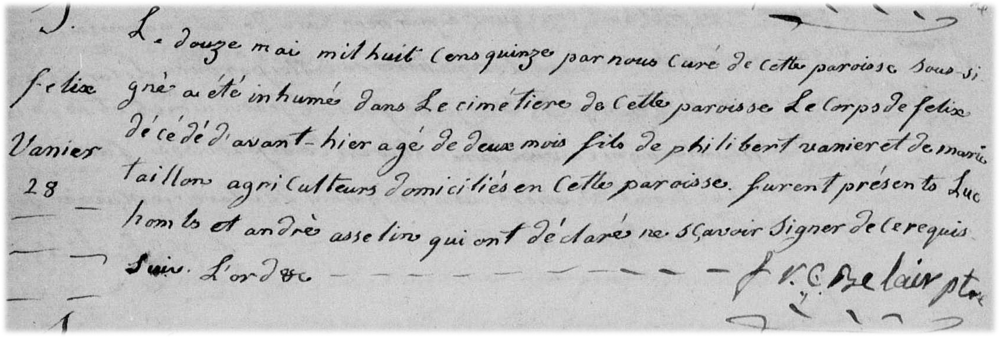 S.
felix
Vanier
28
Le douze mai mil huit cens quinze par nous curé de cette paroisse sous-si
gné a été inhumé dans Le cimétiere de cette paroisse Le Corps de felix
décédé d'avant-hier agé de deux mois fils de philibert vanier et de marie
taillon agriculteurs domiciliés en cette paroisse. furent présents Luc
et andrè asselin qui ont déclaré ne sçavoir signer de ce requis
suiv. L'ord &c
fr. C. Belair ptre